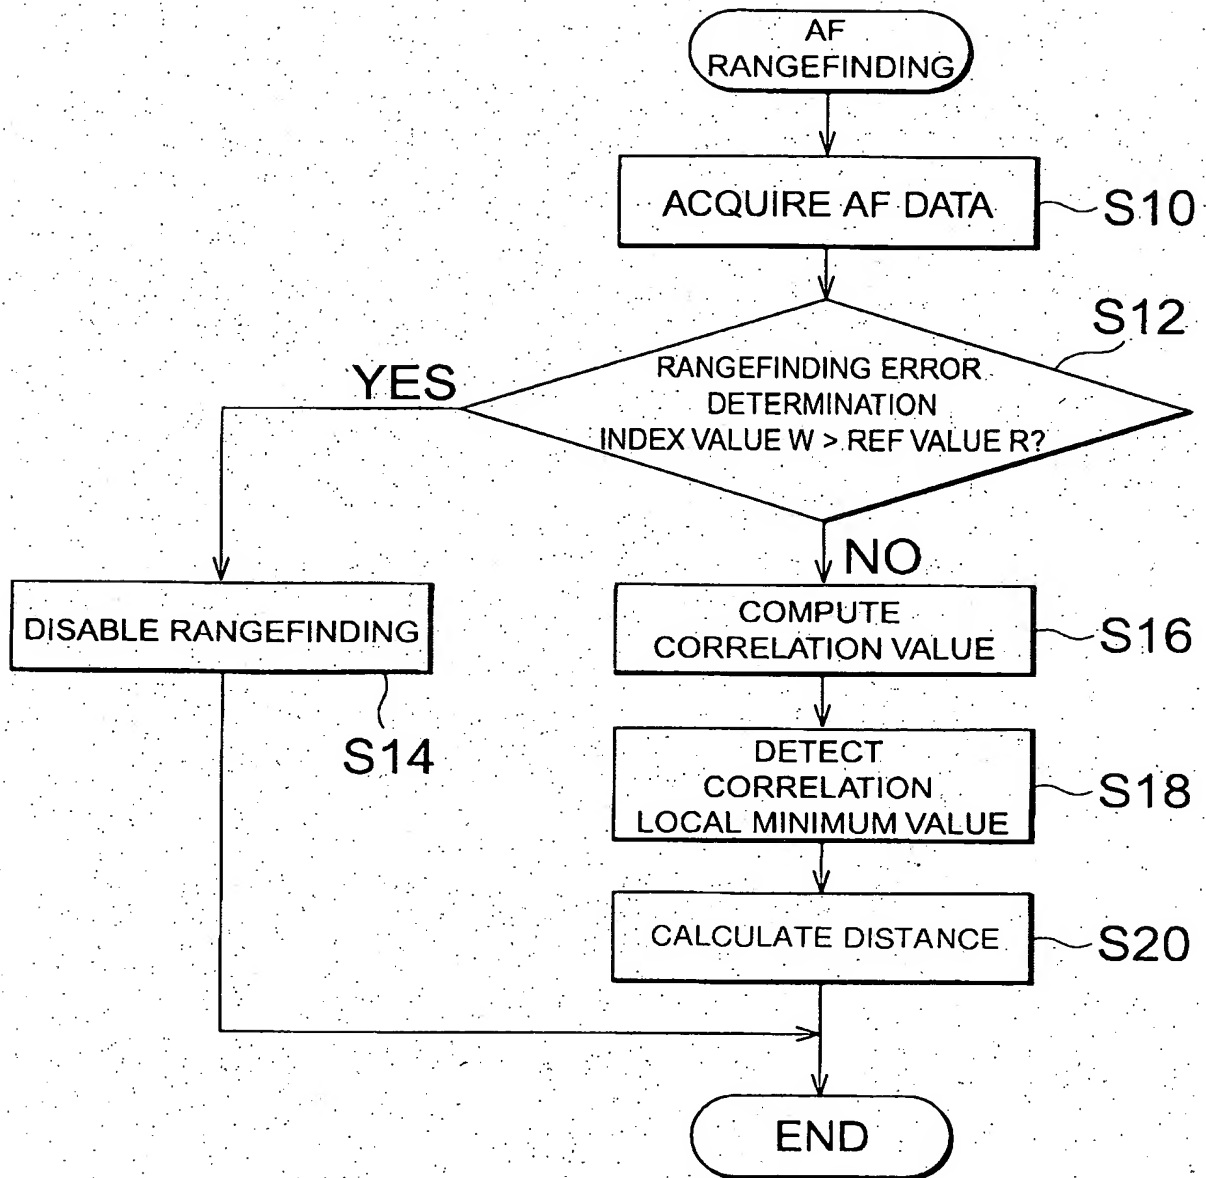 AF
RANGEFINDING
ACQUIRE AF DATA
S10
S12
RANGEFINDING ERROR
DETERMINATION
INDEX VALUE W > REF VALUE R?
YES
NO
DISABLE RANGEFINDING
S14
COMPUTE
CORRELATION VALUE
S16
DETECT
CORRELATION
LOCAL MINIMUM VALUE
S18
CALCULATE DISTANCE
S20
END